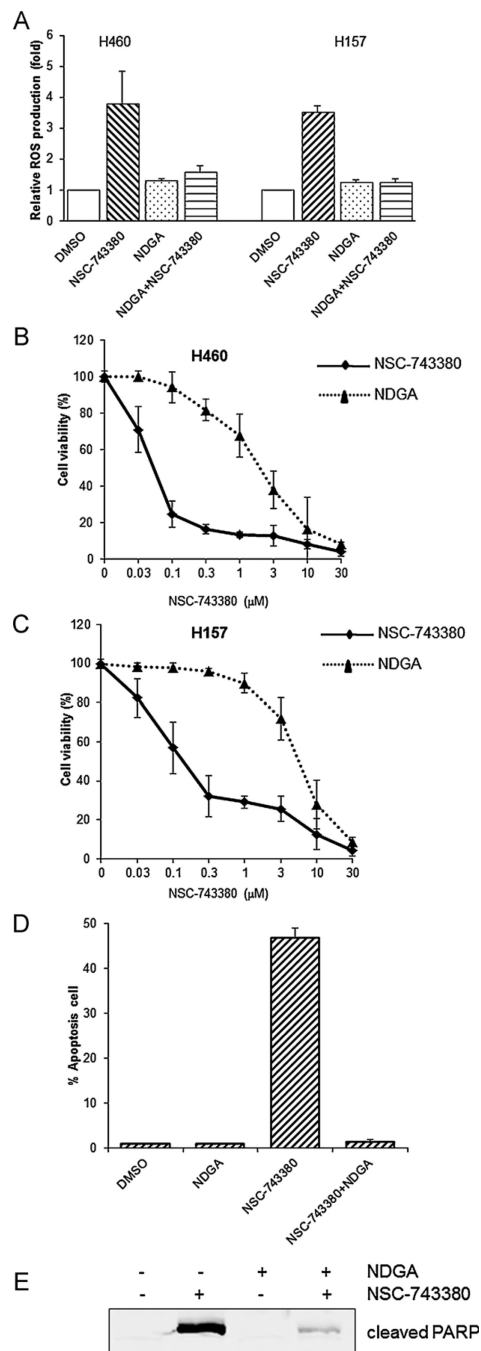 A
H460
H157
Relative ROS production (fold)
6
5
4
3
2
1
0
DMSO
NSC-743380
NDGA
NDGA+NSC-743380
DMSO
NSC-743380
NDGA
NDGA+NSC-743380
B
H460
NSC-743380
NDGA
Cell viability (%)
120
100
80
60
40
20
0
0 0.03 0.1 0.3 1 3 10 30
NSC-743380 (μM)
C
H157
NSC-743380
NDGA
Cell viability (%)
120
100
80
60
40
20
0
0 0.03 0.1 0.3 1 3 10 30
NSC-743380 (μM)
D
% Apoptosis cell
50
40
30
20
10
0
DMSO
NDGA
NSC-743380
NSC-743380+NDGA
E
- - + + NDGA
- + - + NSC-743380
cleaved PARP